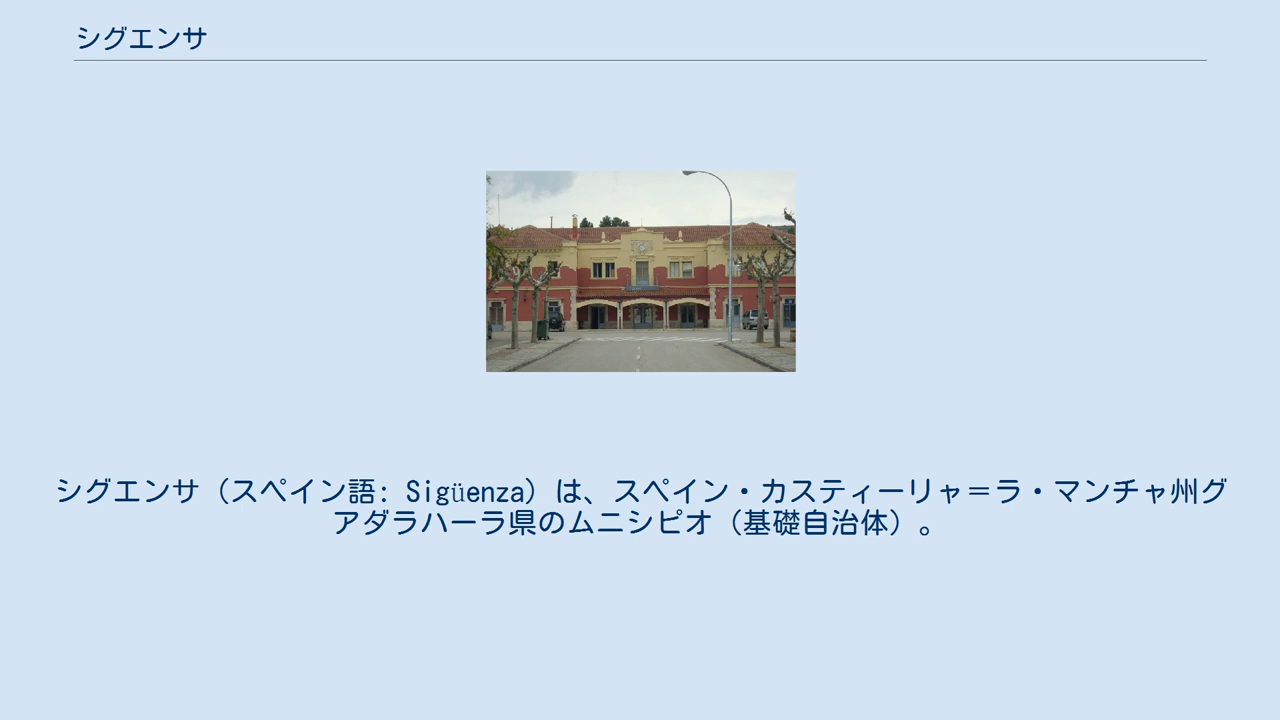 シグエンサ
シグエンサ（スペイン語: Sigüenza）は、スペイン・カスティーリャ＝ラ・マンチャ州グ
アダラハーラ県のムニシピオ（基礎自治体）。